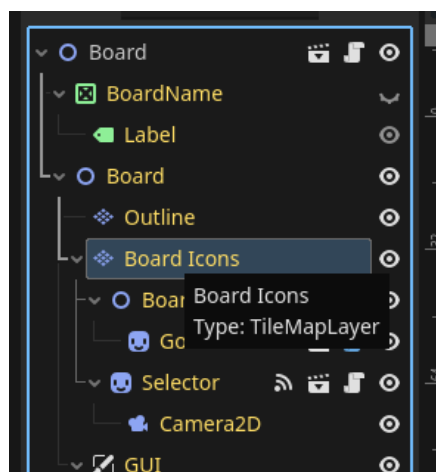 Board
BoardName
Label
Board
Outline
Board Icons
Boar
Board Icons
Go
Type: TileMapLayer
Selector
Camera2D
GUI